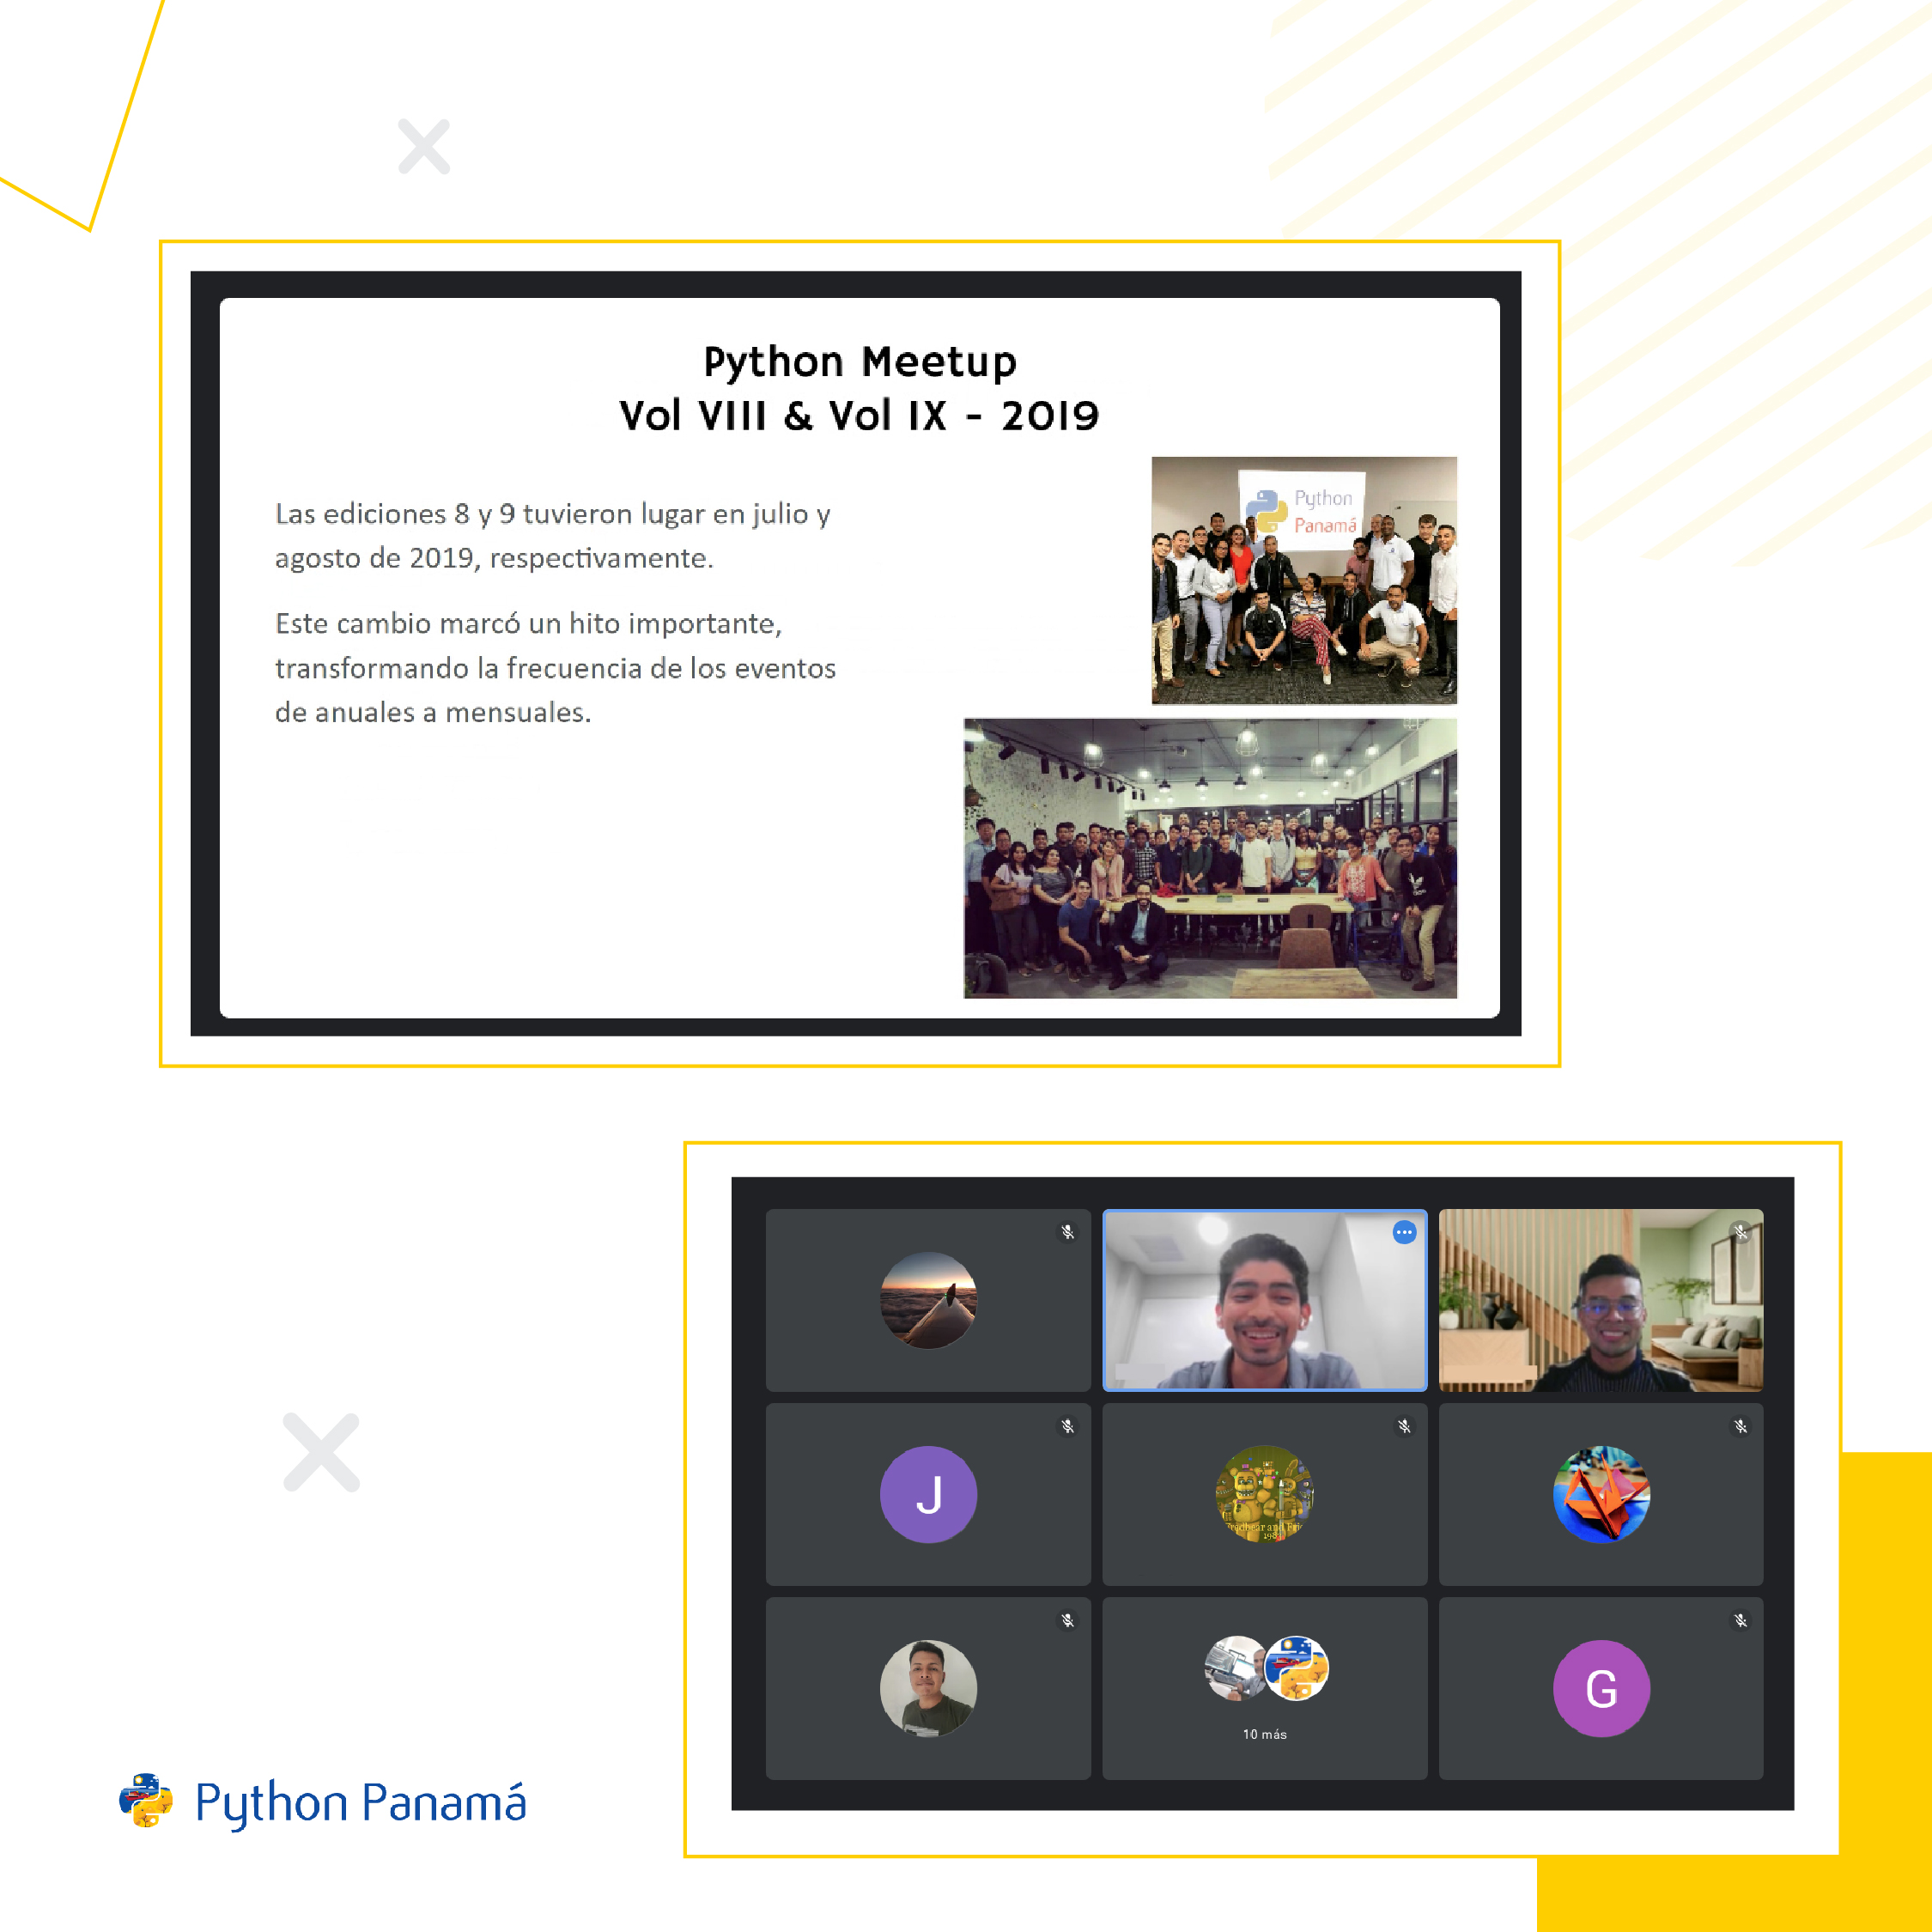 Python Meetup
Vol VIII & Vol IX - 2019
Las ediciones 8 y 9 tuvieron lugar en julio y
agosto de 2019, respectivamente.
Este cambio marcó un hito importante,
transformando la frecuencia de los eventos
de anuales a mensuales.
Python
Panamá
J
10 más
G
Python Panamá